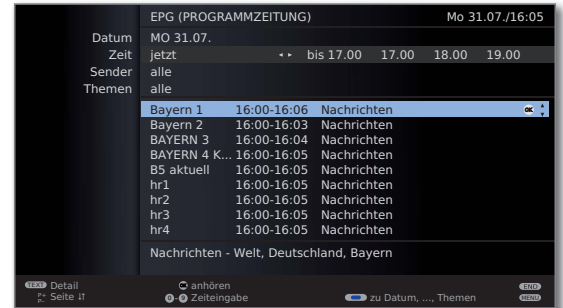 EPG (PROGRAMMZEITUNG) Mo 31.07./16:05
Datum MO 31.07.
Zeit jetzt bis 17.00 17.00 18.00 19.00
Sender alle
Themen alle
Bayern 1 16:00-16:06 Nachrichten OK
Bayern 2 16:00-16:03 Nachrichten
BAYERN 3 16:00-16:04 Nachrichten
BAYERN 4 K... 16:00-16:05 Nachrichten
B5 aktuell 16:00-16:05 Nachrichten
hr1 16:00-16:05 Nachrichten
hr2 16:00-16:05 Nachrichten
hr3 16:00-16:05 Nachrichten
hr4 16:00-16:05 Nachrichten
Nachrichten - Welt, Deutschland, Bayern
TEXT Detail OK anhören END
P+ P- Seite 0-9 Zeiteingabe zu Datum, ..., Themen MENU